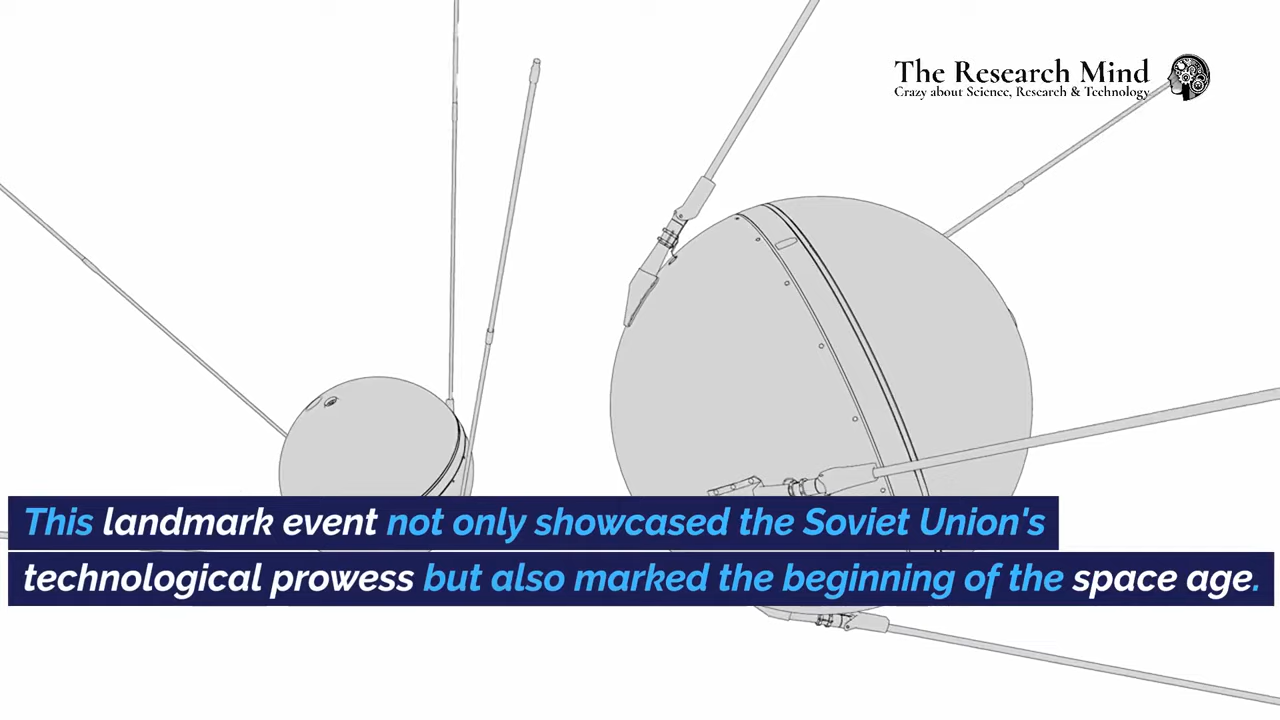 The Research Mind
Crazy about Science, Research & Technology
This landmark event not only showcased the Soviet Union's
technological prowess but also marked the beginning of the space age.